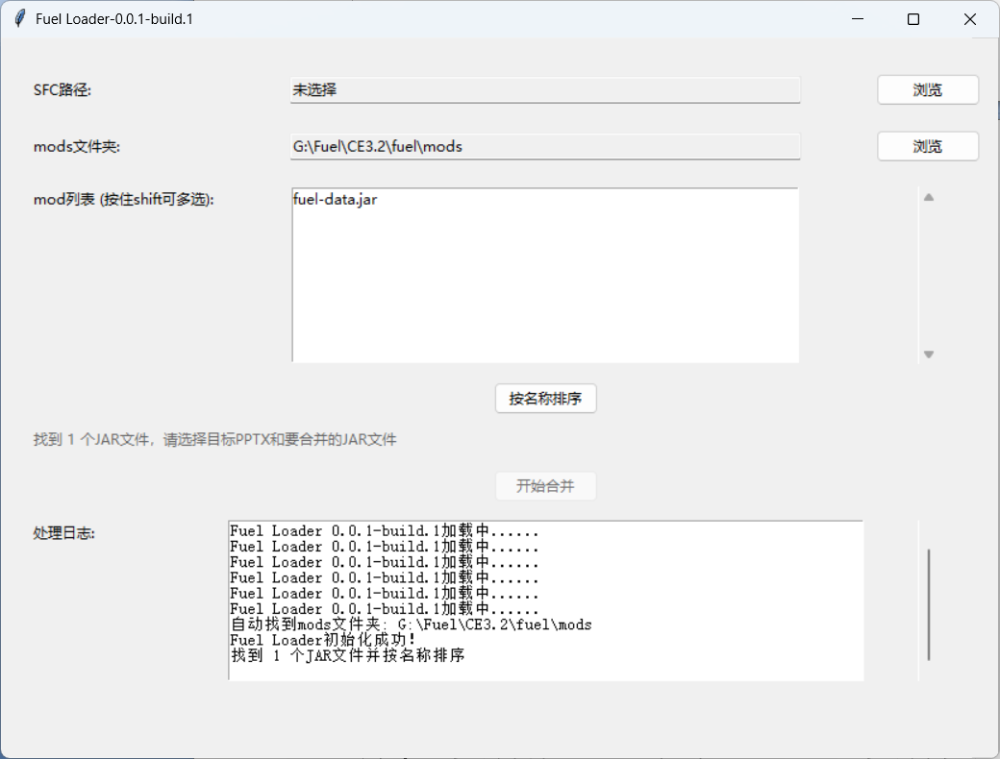 Fuel Loader-0.0.1-build.1
SFC路径: 未选择 浏览
mods文件夹: G:\Fuel\CE3.2\fuel\mods 浏览
mod列表 (按住shift可多选): fuel-data.jar
按名称排序
找到 1 个JAR文件，请选择目标PPTX和要合并的JAR文件
开始合并
处理日志:
Fuel Loader 0.0.1-build.1加载中......
Fuel Loader 0.0.1-build.1加载中......
Fuel Loader 0.0.1-build.1加载中......
Fuel Loader 0.0.1-build.1加载中......
Fuel Loader 0.0.1-build.1加载中......
Fuel Loader 0.0.1-build.1加载中......
自动找到mods文件夹: G:\Fuel\CE3.2\fuel\mods
Fuel Loader初始化成功!
找到 1 个JAR文件并按名称排序